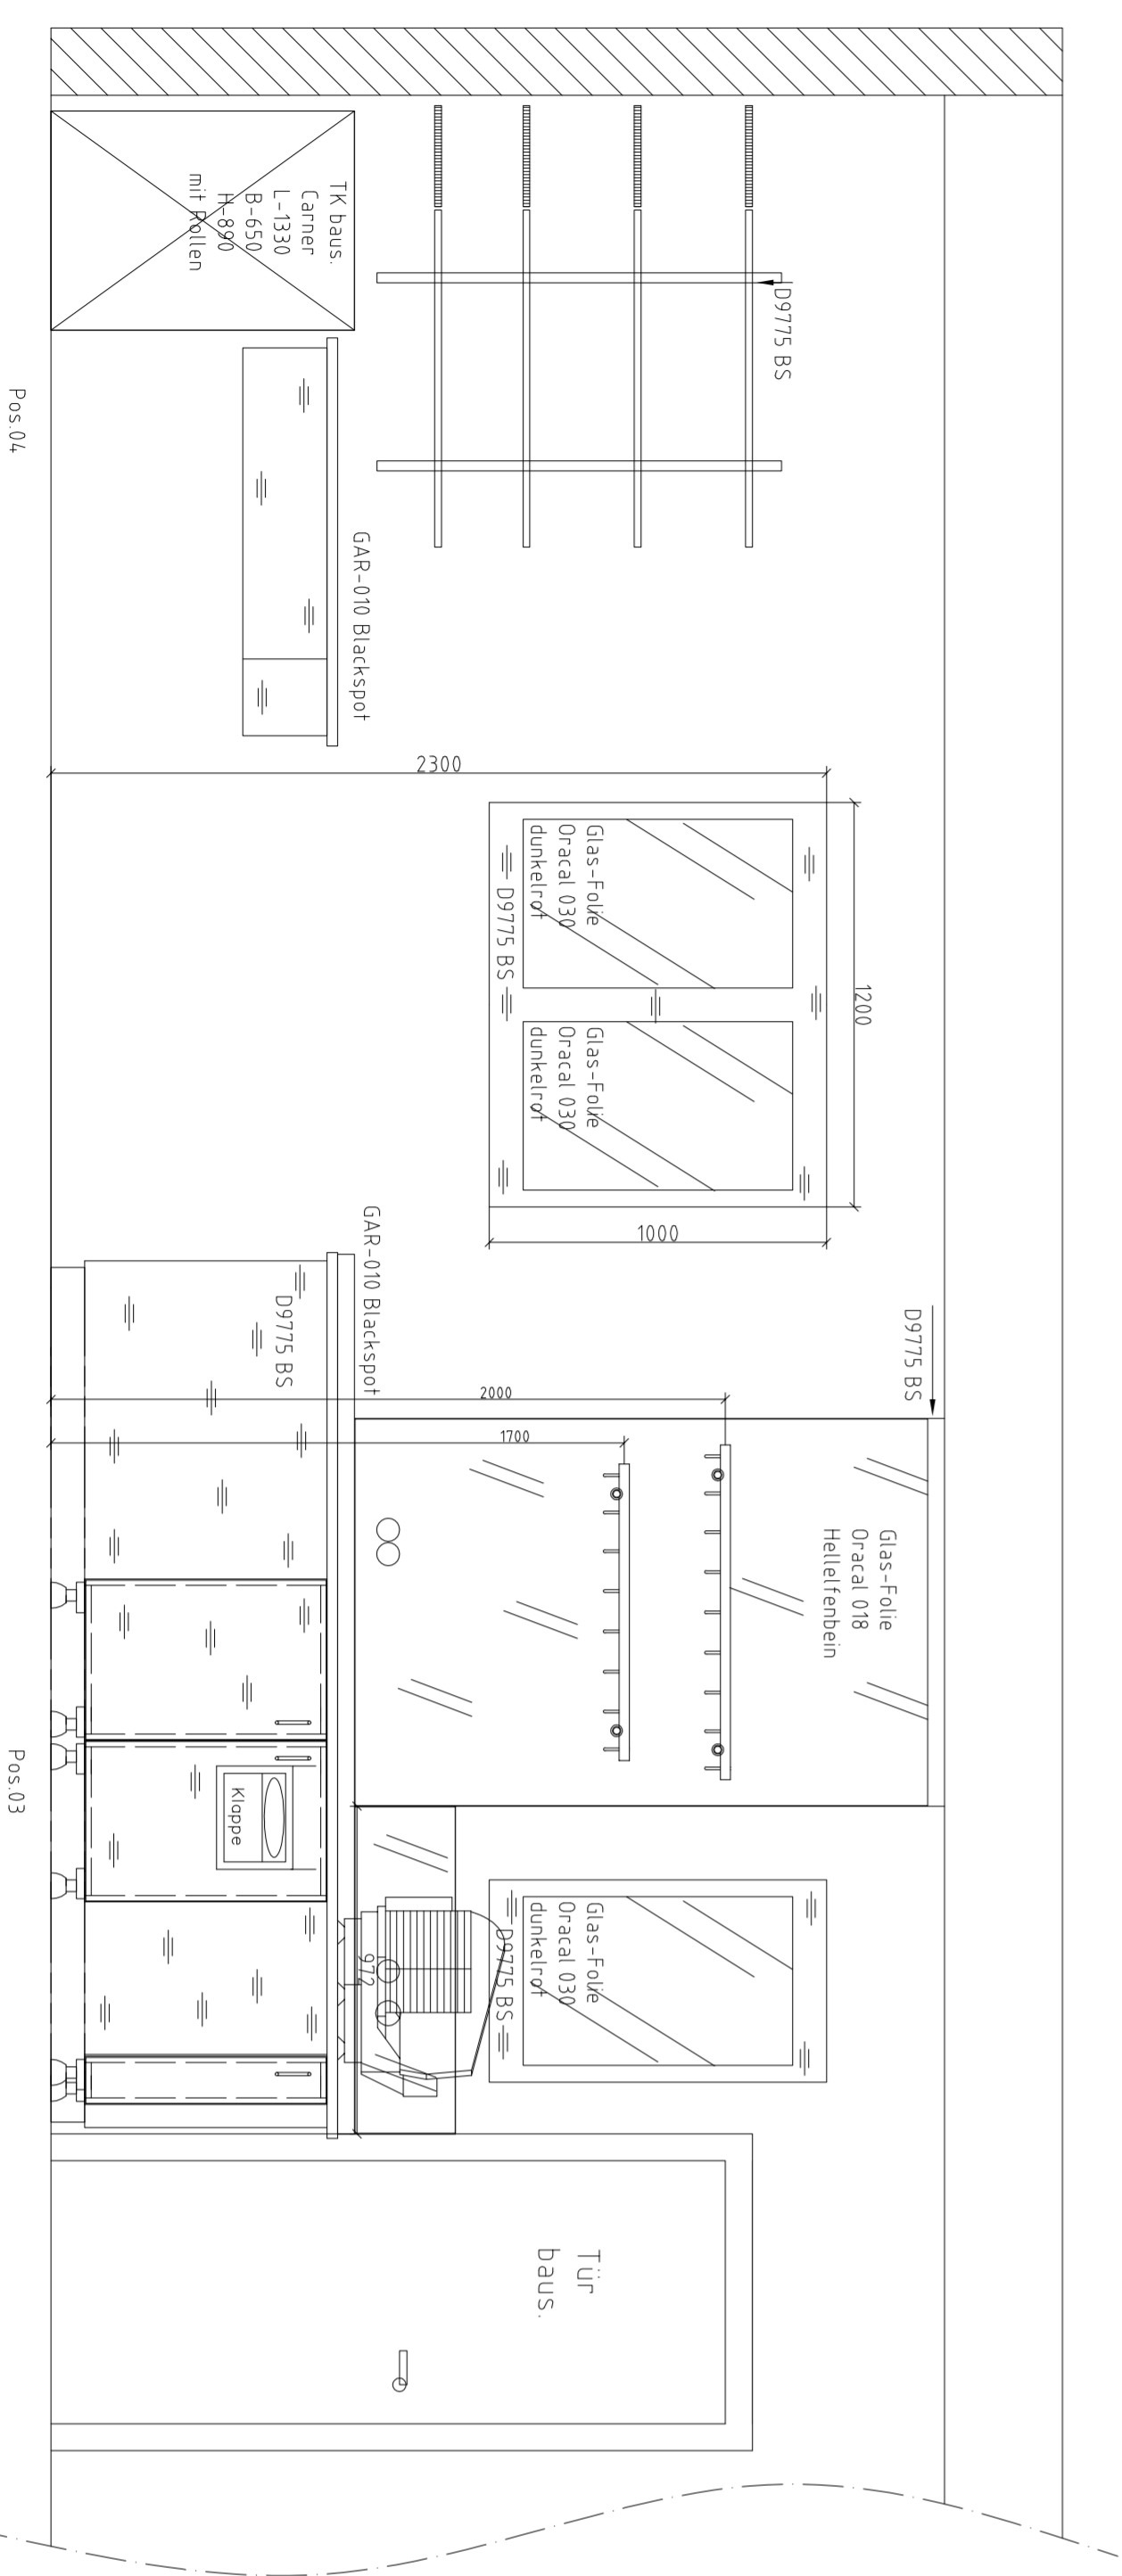 TK baus.
Carner
L-1330
B-650
H-890
mit Rollen
D9775 BS
GAR-010 Blackspot
Pos.04
2300
1200
1000
Glas-Folie
Oracal 030
dunkelrot
D9775 BS
Glas-Folie
Oracal 030
dunkelrot
D9775 BS
GAR-010 Blackspot
D9775 BS
2000
1700
Glas-Folie
Oracal 018
Hellelfenbein
Klappe
Pos.03
Glas-Folie
Oracal 030
dunkelrot
D9775 BS
972
Tür
baus.